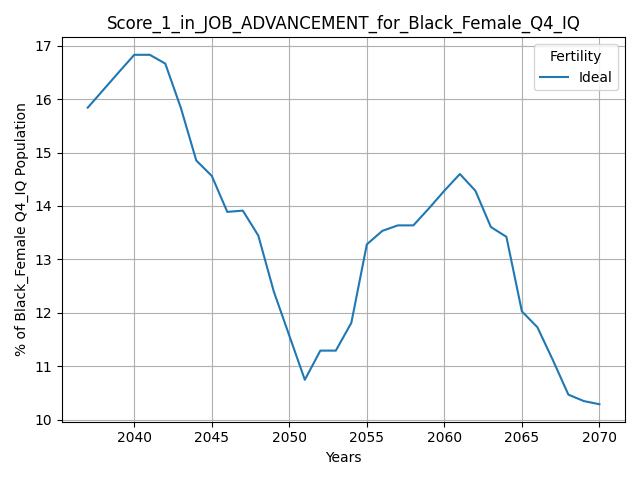 Score_1_in_JOB_ADVANCEMENT_for_Black_Female_Q4_IQ
Fertility
Ideal
% of Black_Female Q4_IQ Population
17
16
15
14
13
12
11
10
2040 2045 2050 2055 2060 2065 2070
Years